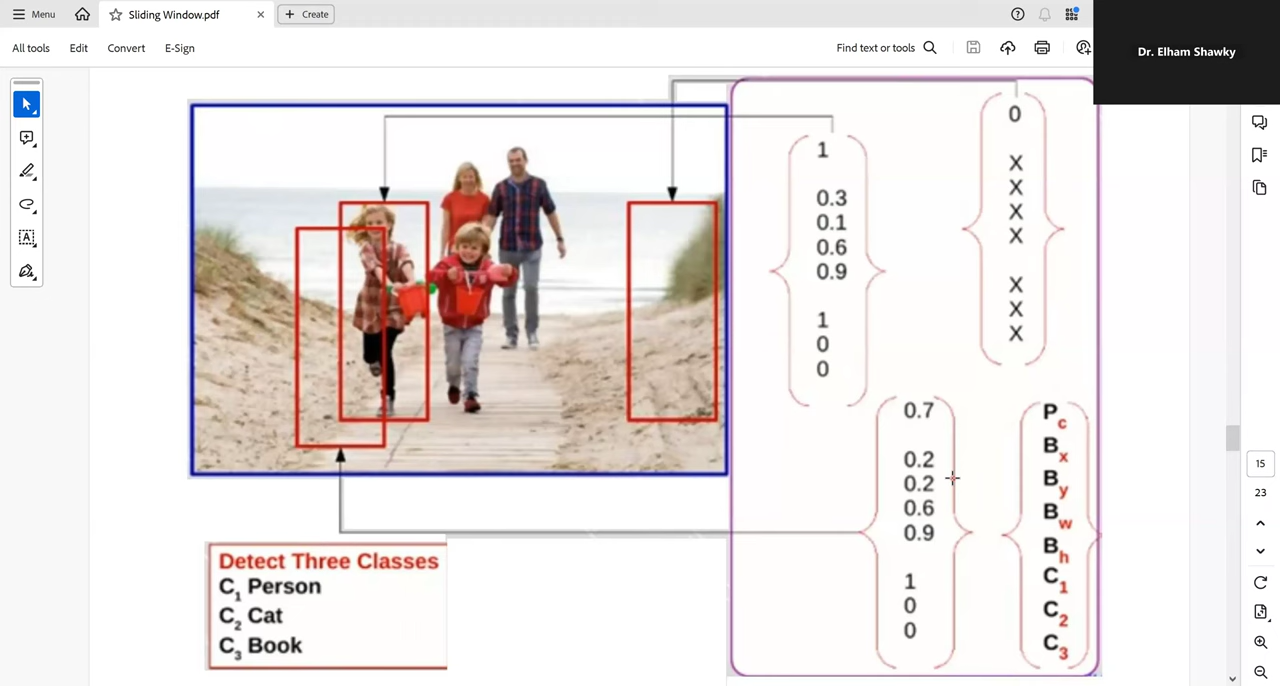 Menu
Sliding Window.pdf
Create
All tools
Edit
Convert
E-Sign
Find text or tools
Dr. Elham Shawky
1
0.3
0.1
0.6
0.9
1
0
0
0
X
X
X
X
X
X
X
0.7
0.2
0.2
0.6
0.9
1
0
0
Pc
Bx
By
Bw
Bh
C1
C2
C3
Detect Three Classes
C1 Person
C2 Cat
C3 Book
15
23